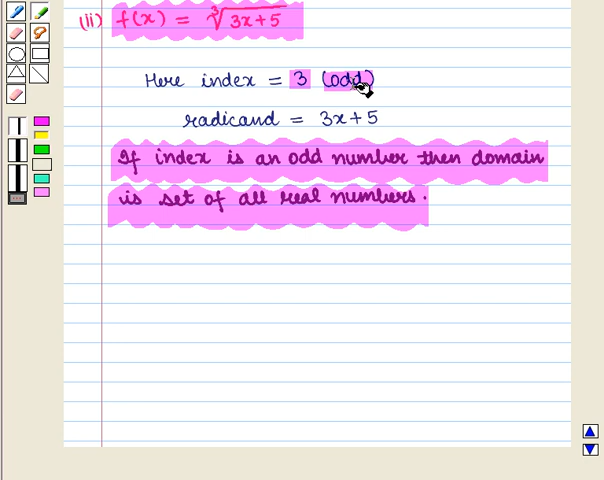 (ii) f(x) = ∛(3x+5)
Here index = 3 (odd)
radicand = 3x+5
If index is an odd number then domain
is set of all real numbers.